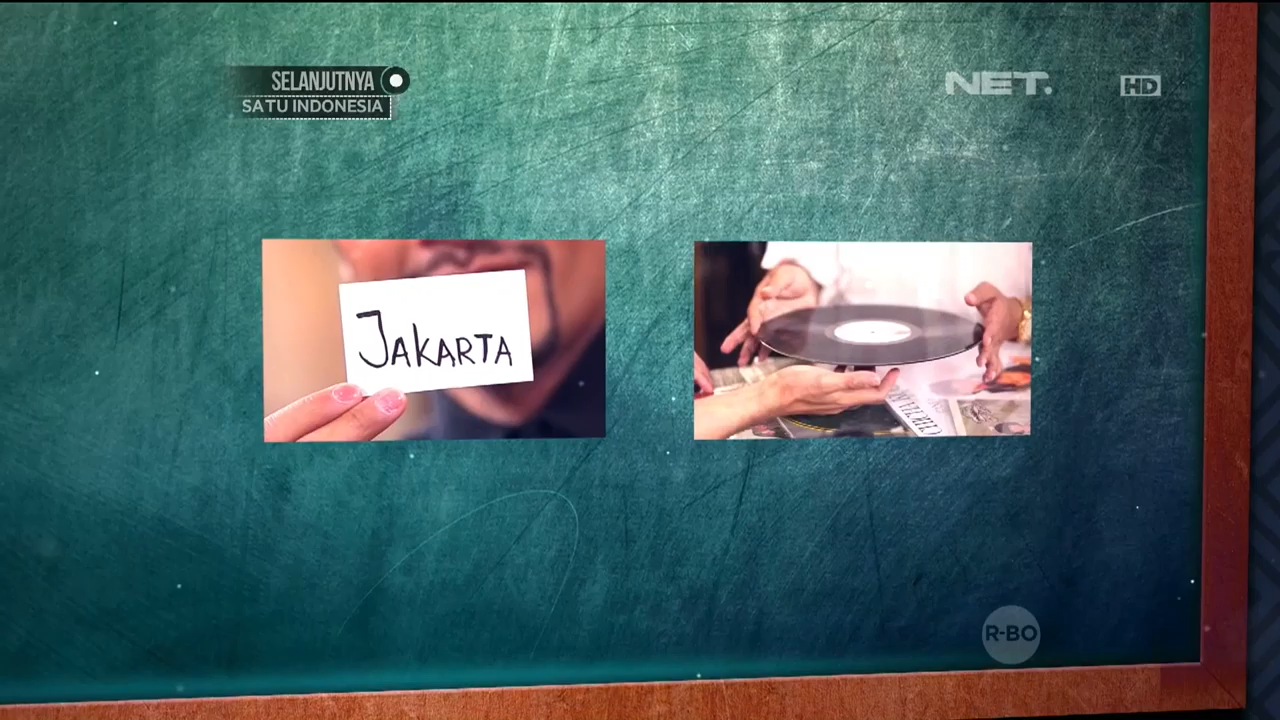 SELANJUTNYA
SATU INDONESIA
NET.
HD
JAKARTA
R-BO